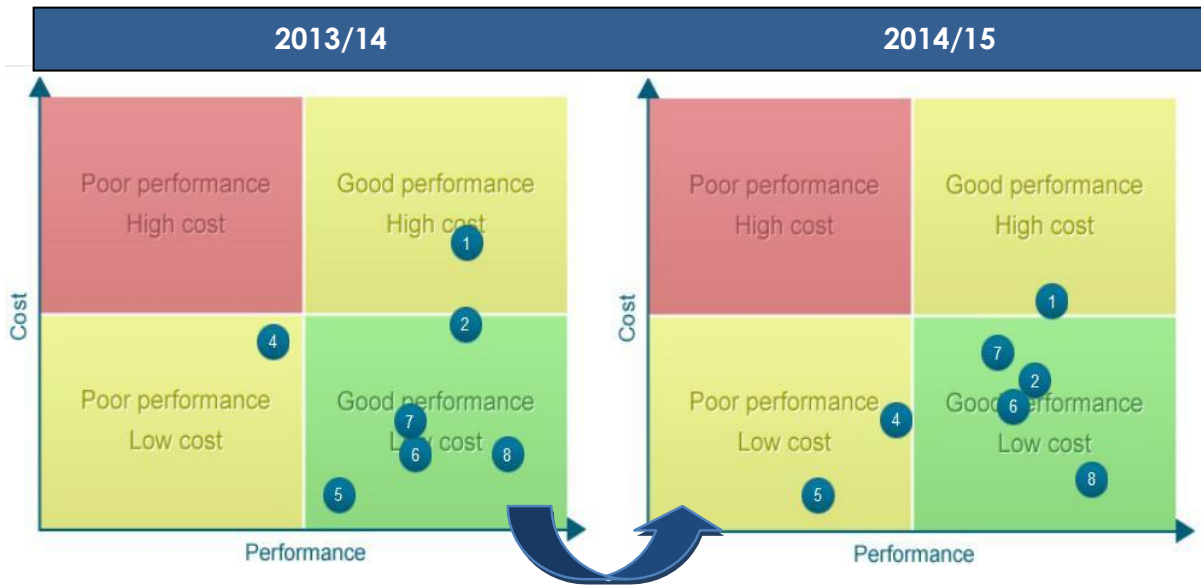 2013/14
2014/15
Cost
Poor performance
High cost
Good performance
High cost
1
2
4
Poor performance
Low cost
Good performance
Low cost
7
6
8
5
Performance
Cost
Poor performance
High cost
Good performance
High cost
1
7
2
6
4
Poor performance
Low cost
Good performance
Low cost
8
5
Performance